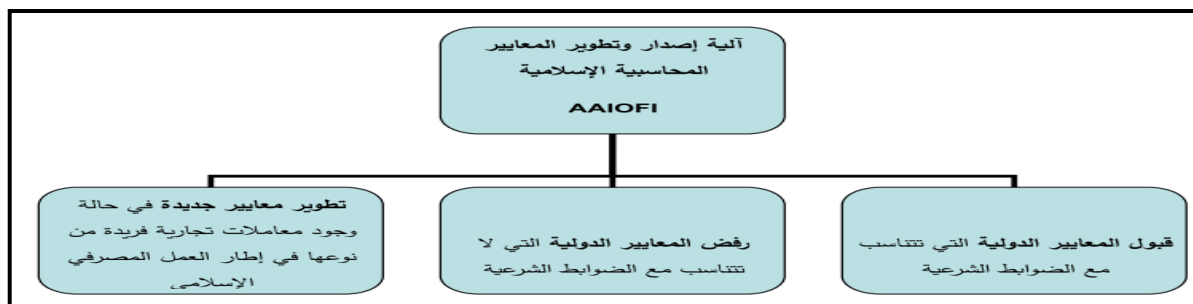 آلية إصدار وتطوير المعايير
المحاسبية الإسلامية
AAIOFI
قبول المعايير الدولية التي تتناسب
مع الضوابط الشرعية
رفض المعايير الدولية التي لا
تتناسب مع الضوابط الشرعية
تطوير معايير جديدة في حالة
وجود معاملات تجارية فريدة من
نوعها في إطار العمل المصرفي
الإسلامي